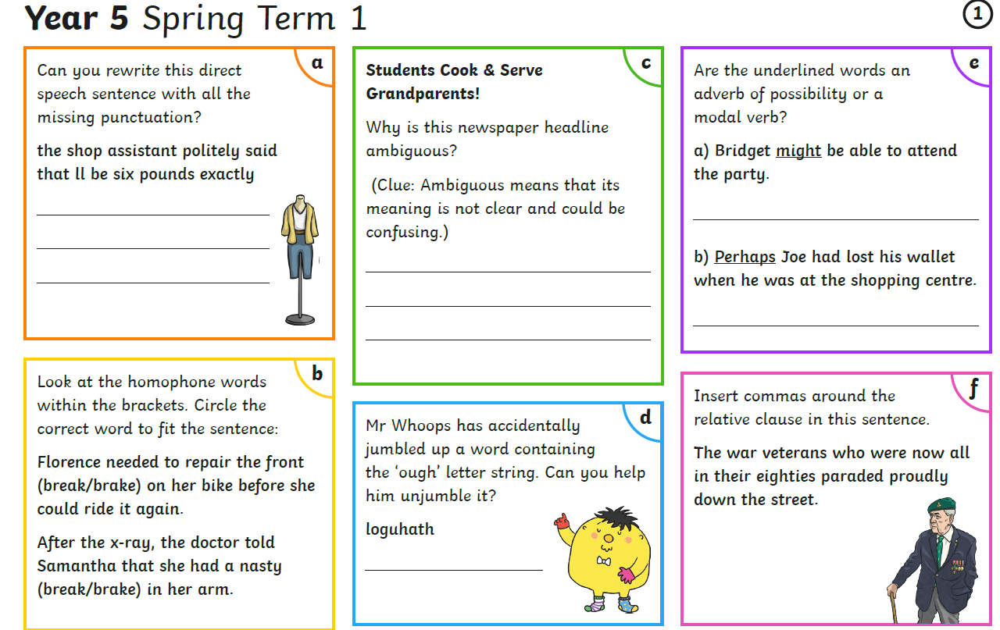 Year 5 Spring Term 1
1
a
Can you rewrite this direct
speech sentence with all the
missing punctuation?
the shop assistant politely said
that ll be six pounds exactly
b
Look at the homophone words
within the brackets. Circle the
correct word to fit the sentence:
Florence needed to repair the front
(break/brake) on her bike before she
could ride it again.
After the x-ray, the doctor told
Samantha that she had a nasty
(break/brake) in her arm.
c
Students Cook & Serve
Grandparents!
Why is this newspaper headline
ambiguous?
(Clue: Ambiguous means that its
meaning is not clear and could be
confusing.)
d
Mr Whoops has accidentally
jumbled up a word containing
the ‘ough’ letter string. Can you help
him unjumble it?
loguhath
e
Are the underlined words an
adverb of possibility or a
modal verb?
a) Bridget might be able to attend
the party.
b) Perhaps Joe had lost his wallet
when he was at the shopping centre.
f
Insert commas around the
relative clause in this sentence.
The war veterans who were now all
in their eighties paraded proudly
down the street.